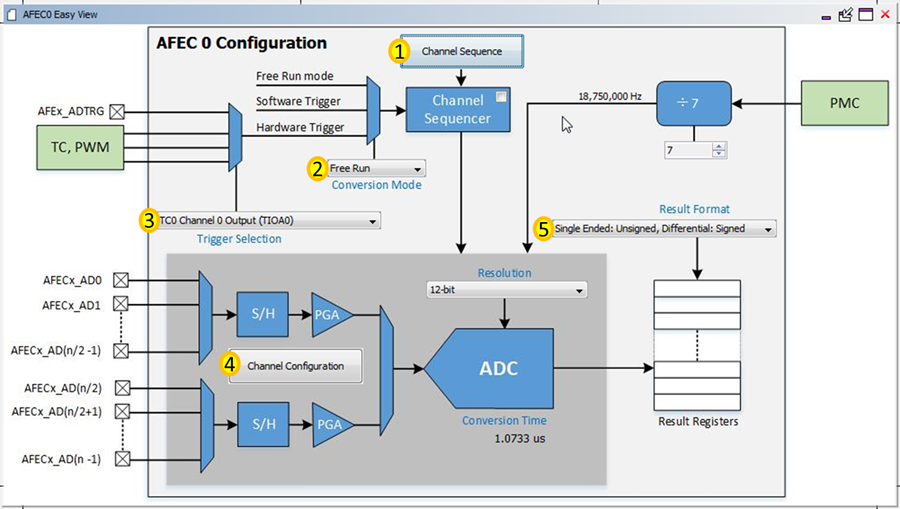 AFEC0 Easy View
AFEC 0 Configuration
1
Channel Sequence
Free Run mode
Software Trigger
Hardware Trigger
AFEx_ADTRG
TC, PWM
Channel
Sequencer
18,750,000 Hz
÷ 7
PMC
7
2
Free Run
Conversion Mode
3
TC0 Channel 0 Output (TIOA0)
Trigger Selection
Result Format
5
Single Ended: Unsigned, Differential: Signed
AFECx_AD0
AFECx_AD1
AFECx_AD(n/2 -1)
AFECx_AD(n/2)
AFECx_AD(n/2+1)
AFECx_AD(n -1)
S/H
PGA
4
Channel Configuration
S/H
PGA
Resolution
12-bit
ADC
Conversion Time
1.0733 us
Result Registers